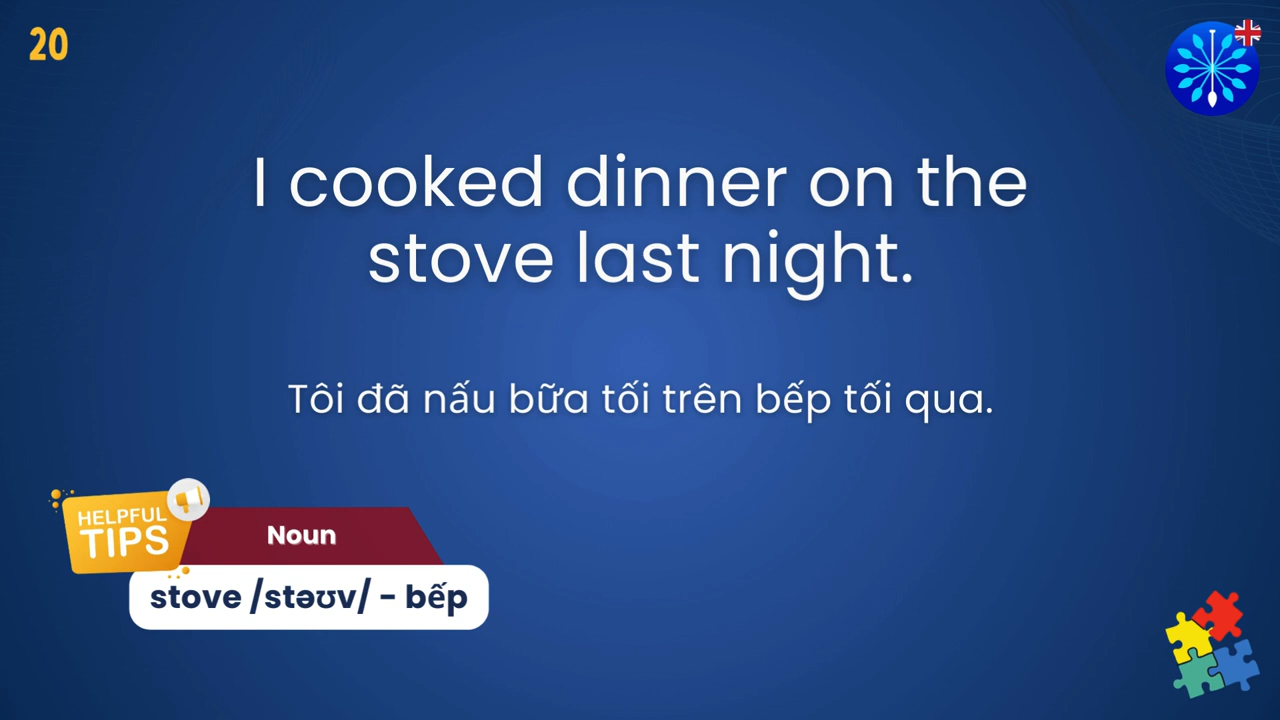 20
I cooked dinner on the
stove last night.
Tôi đã nấu bữa tối trên bếp tối qua.
HELPFUL
TIPS
Noun
stove /stəʊv/ - bếp